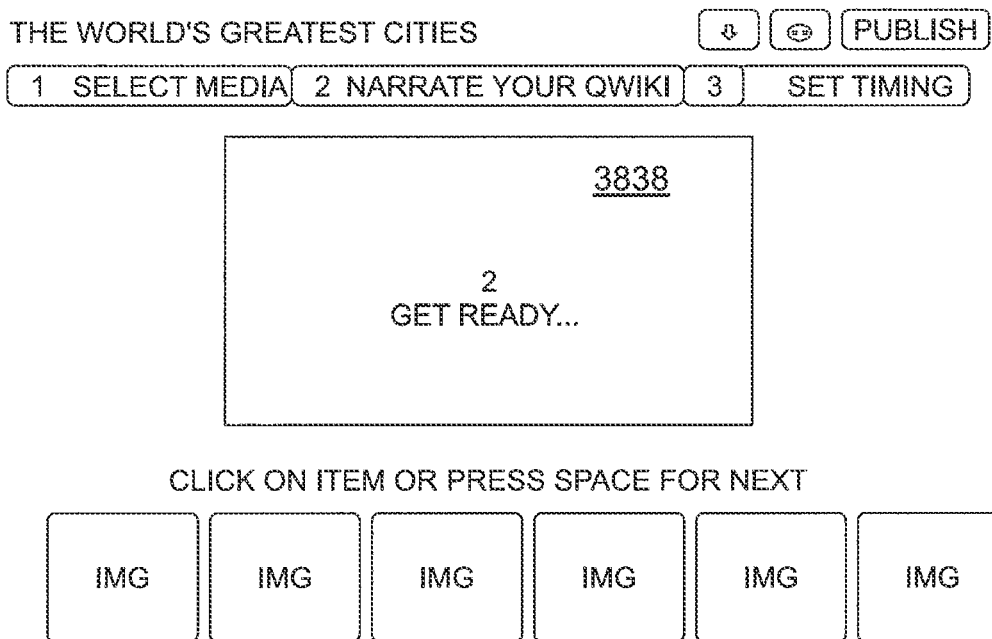 THE WORLD'S GREATEST CITIES PUBLISH
1 SELECT MEDIA 2 NARRATE YOUR QWIKI 3 SET TIMING
3838
2
GET READY...
CLICK ON ITEM OR PRESS SPACE FOR NEXT
IMG IMG IMG IMG IMG IMG